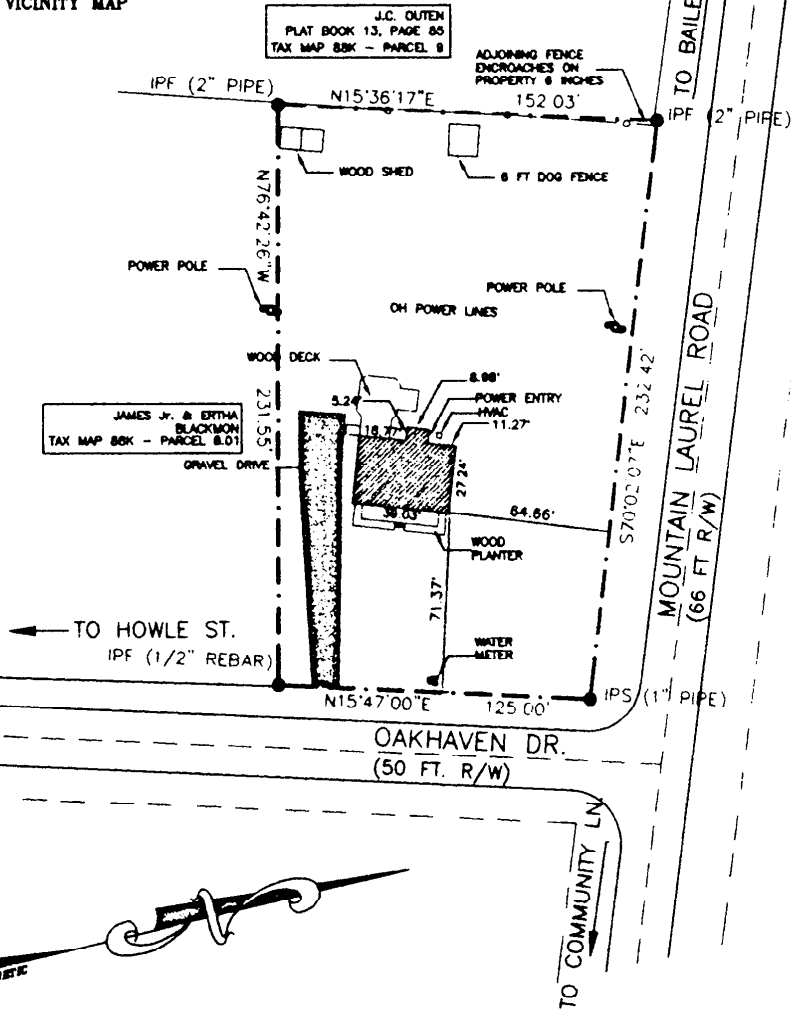 VICINITY MAP
J.C. OUTEN
PLAT BOOK 13, PAGE 85
TAX MAP 88K – PARCEL 9
ADJOINING FENCE
ENCROACHES ON
PROPERTY 6 INCHES
TO BAILE
IPF (2" PIPE)
N15°36'17"E 152.03'
IPF (2" PIPE)
WOOD SHED
6 FT DOG FENCE
N76°42'26"W
231.55'
POWER POLE
OH POWER LINES
POWER POLE
WOOD DECK
8.98'
5.24'
POWER ENTRY
HVAC
11.27'
18.77'
JAMES Jr. & ERTHA
BLACKMON
TAX MAP 88K – PARCEL 8.01
GRAVEL DRIVE
27.24'
S70°02'07"E 232.42'
MOUNTAIN LAUREL ROAD
(66 FT R/W)
64.66'
WOOD
PLANTER
71.37'
TO HOWLE ST.
IPF (1/2" REBAR)
WATER
METER
N15°47'00"E 125.00'
IPS (1" PIPE)
OAKHAVEN DR.
(50 FT. R/W)
TO COMMUNITY LN
N